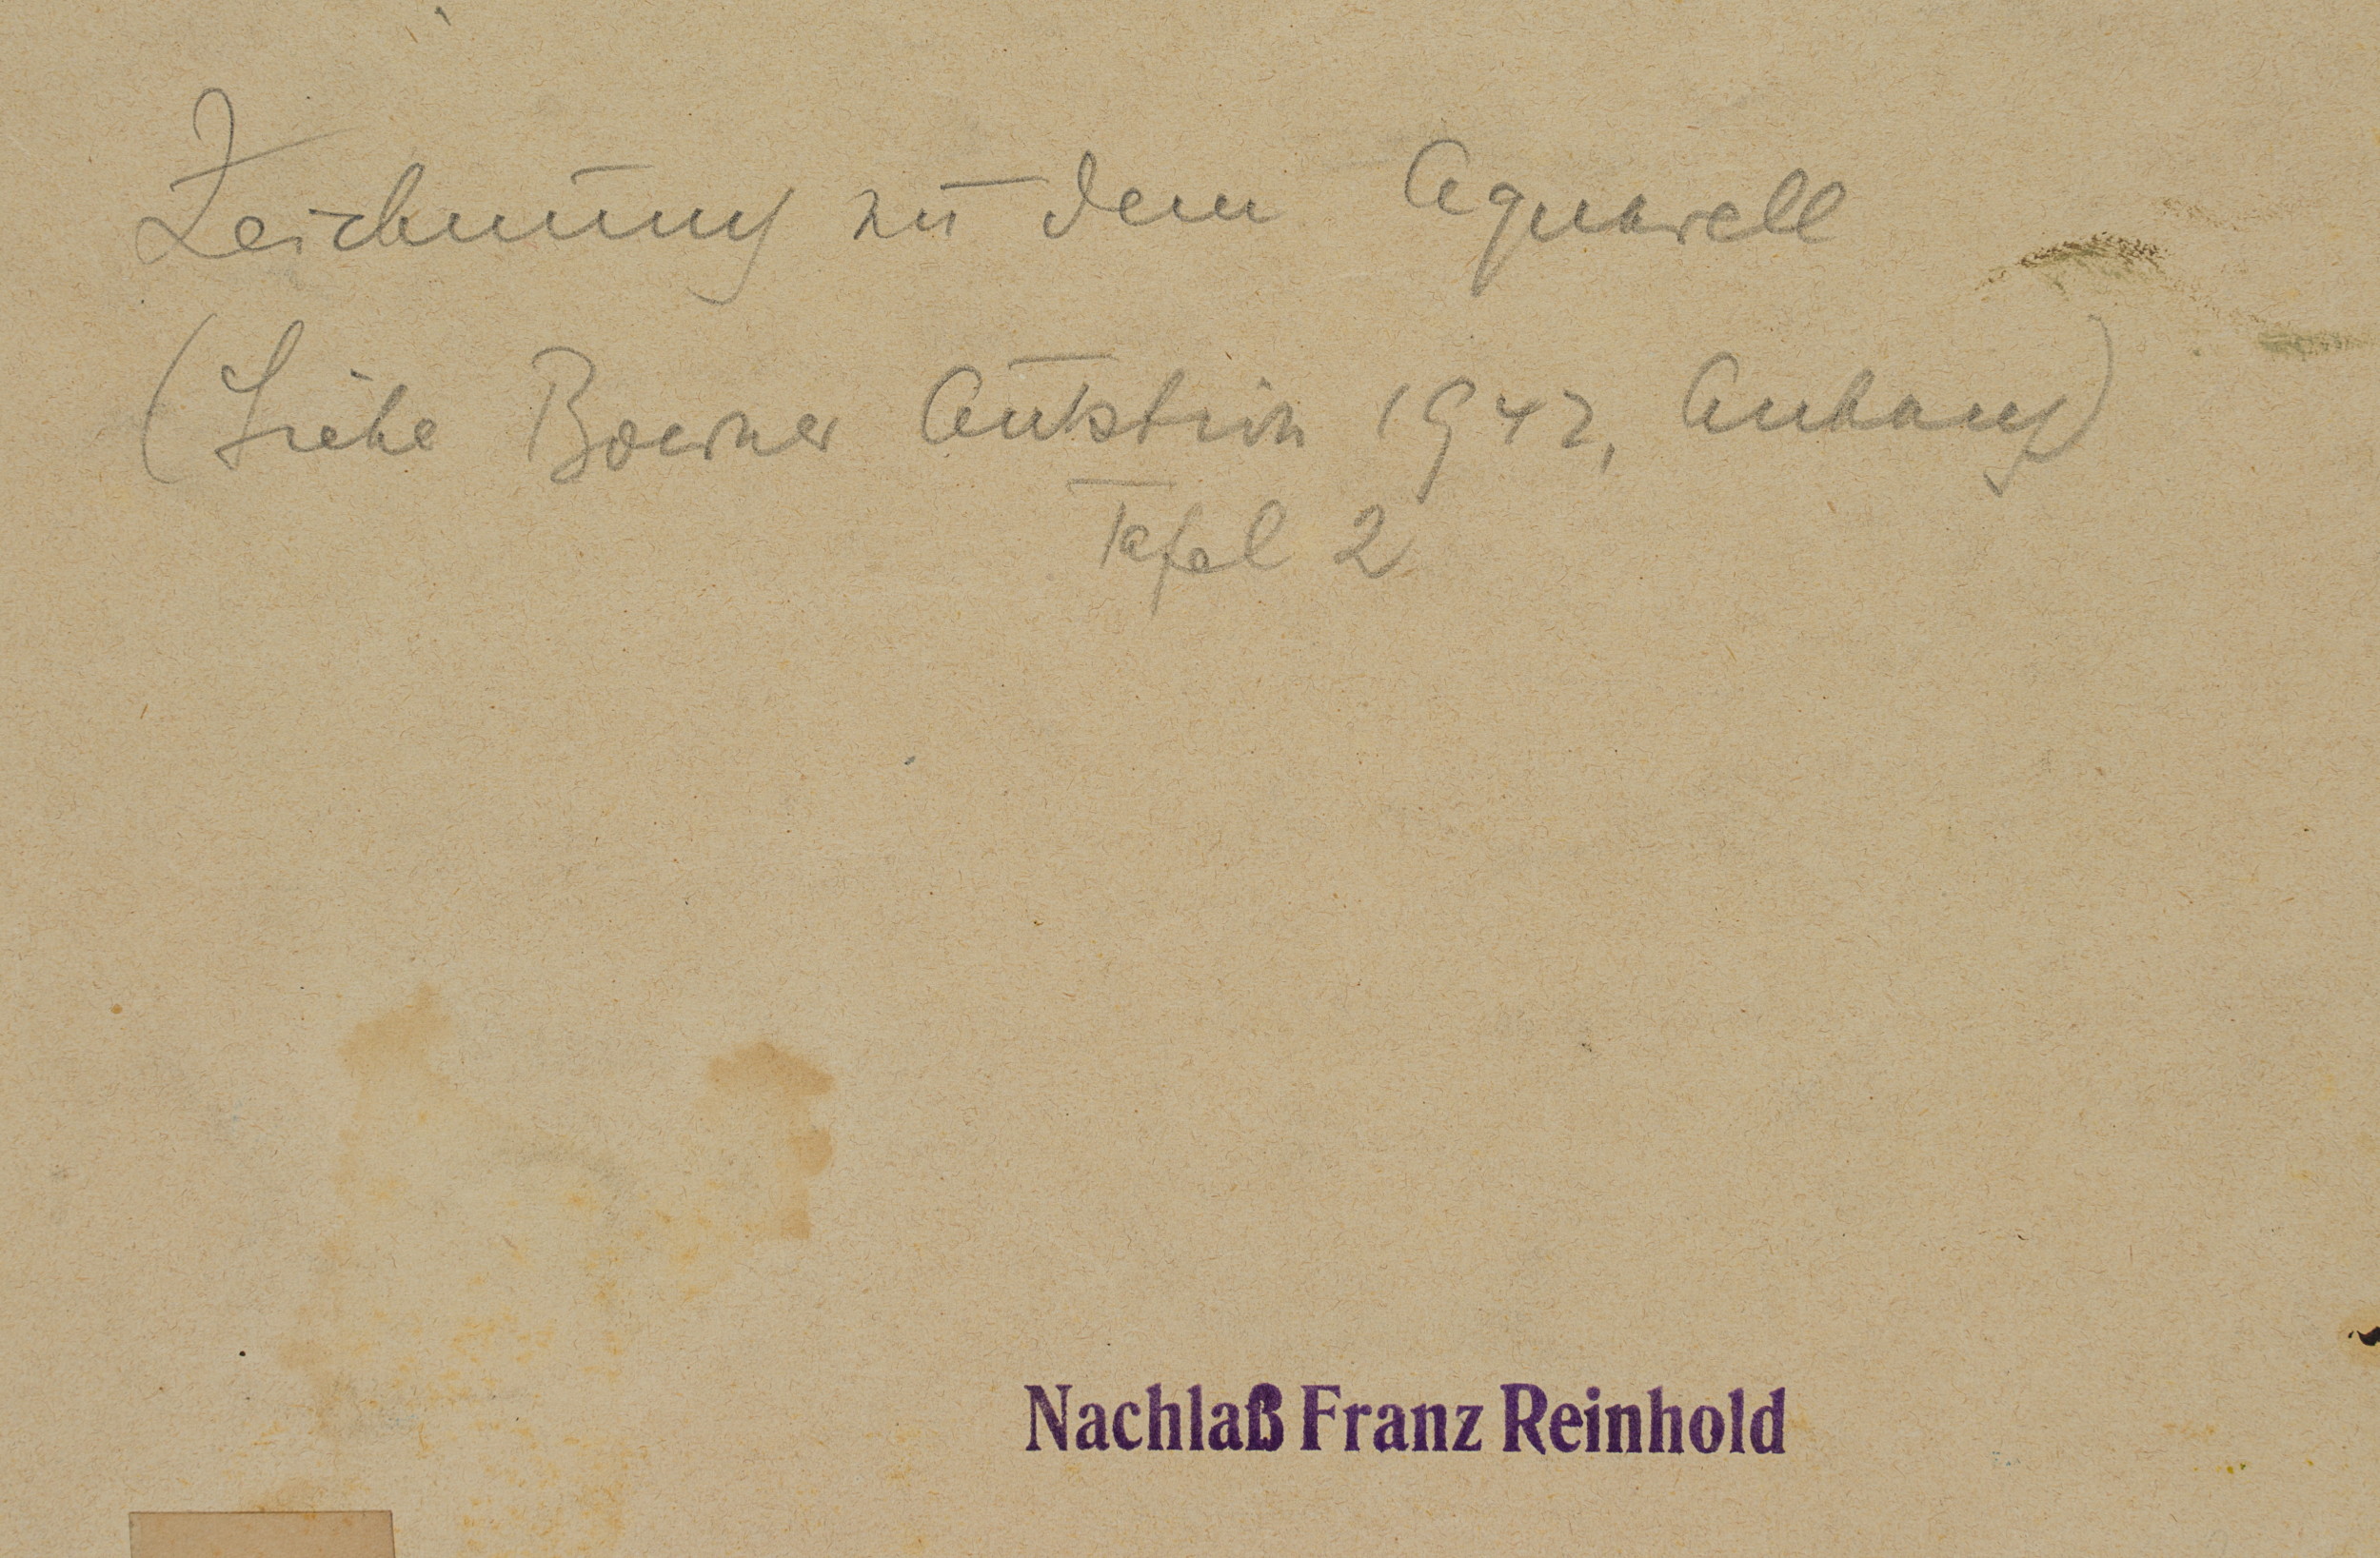 Zeichnung zu dem Aquarell
(Siehe Boerner Auktion 1942, Anhang)
Tafel 2
Nachlaß Franz Reinhold